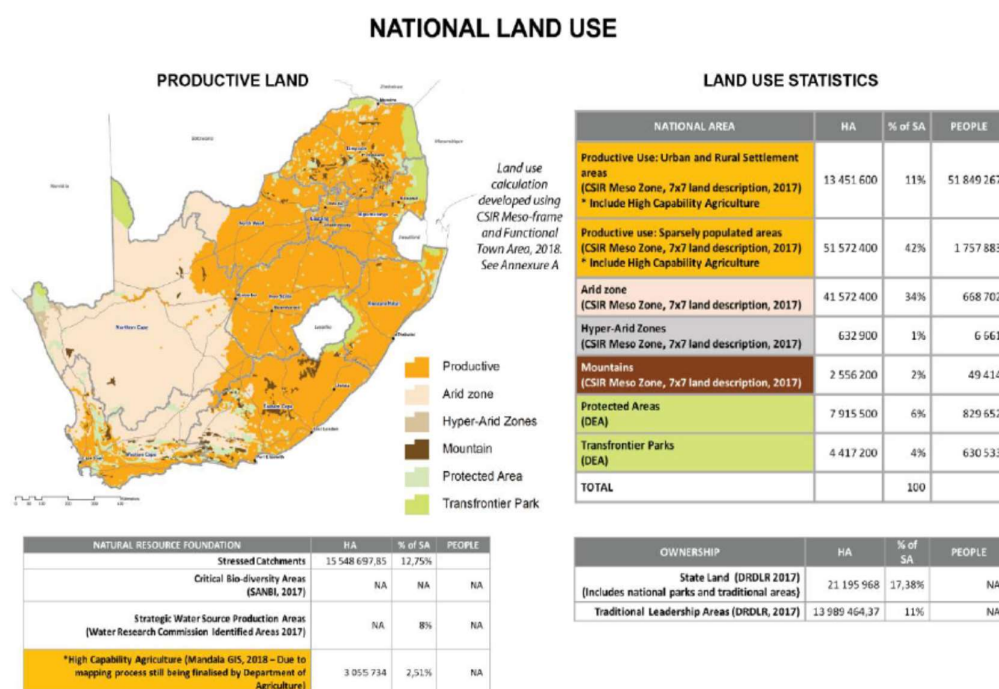 NATIONAL LAND USE
PRODUCTIVE LAND
Zimbabwe
Botswana
Namibia
Northern Cape
Lesotho
Eastern Cape
Western Cape
Land use
calculation
developed using
CSIR Meso-frame
and Functional
Town Area, 2018.
See Annexure A
Productive
Arid zone
Hyper-Arid Zones
Mountain
Protected Area
Transfrontier Park
LAND USE STATISTICS
NATIONAL AREA HA % of SA PEOPLE
Productive Use: Urban and Rural Settlement
areas
(CSIR Meso Zone, 7x7 land description, 2017)
* Include High Capability Agriculture
13 451 600 11% 51 849 267
Productive use: Sparsely populated areas
(CSIR Meso Zone, 7x7 land description, 2017)
* Include High Capability Agriculture
51 572 400 42% 1 757 883
Arid zone
(CSIR Meso Zone, 7x7 land description, 2017)
41 572 400 34% 668 702
Hyper-Arid Zones
(CSIR Meso Zone, 7x7 land description, 2017)
632 900 1% 6 661
Mountains
(CSIR Meso Zone, 7x7 land description, 2017)
2 556 200 2% 49 414
Protected Areas
(DEA)
7 915 500 6% 829 652
Transfrontier Parks
(DEA)
4 417 200 4% 630 533
TOTAL 100
NATURAL RESOURCE FOUNDATION HA % of SA PEOPLE
Stressed Catchments 15 548 697,85 12,75%
Critical Bio-diversity Areas
(SANBI, 2017)
NA NA NA
Strategic Water Source Production Areas
(Water Research Commission Identified Areas 2017)
NA 8% NA
*High Capability Agriculture (Mandala GIS, 2018 – Due to
mapping process still being finalised by Department of
Agriculture)
3 055 734 2,51% NA
OWNERSHIP HA % of
SA PEOPLE
State Land (DRDLR 2017)
(Includes national parks and traditional areas)
21 195 968 17,38% NA
Traditional Leadership Areas (DRDLR, 2017) 13 989 464,37 11% NA